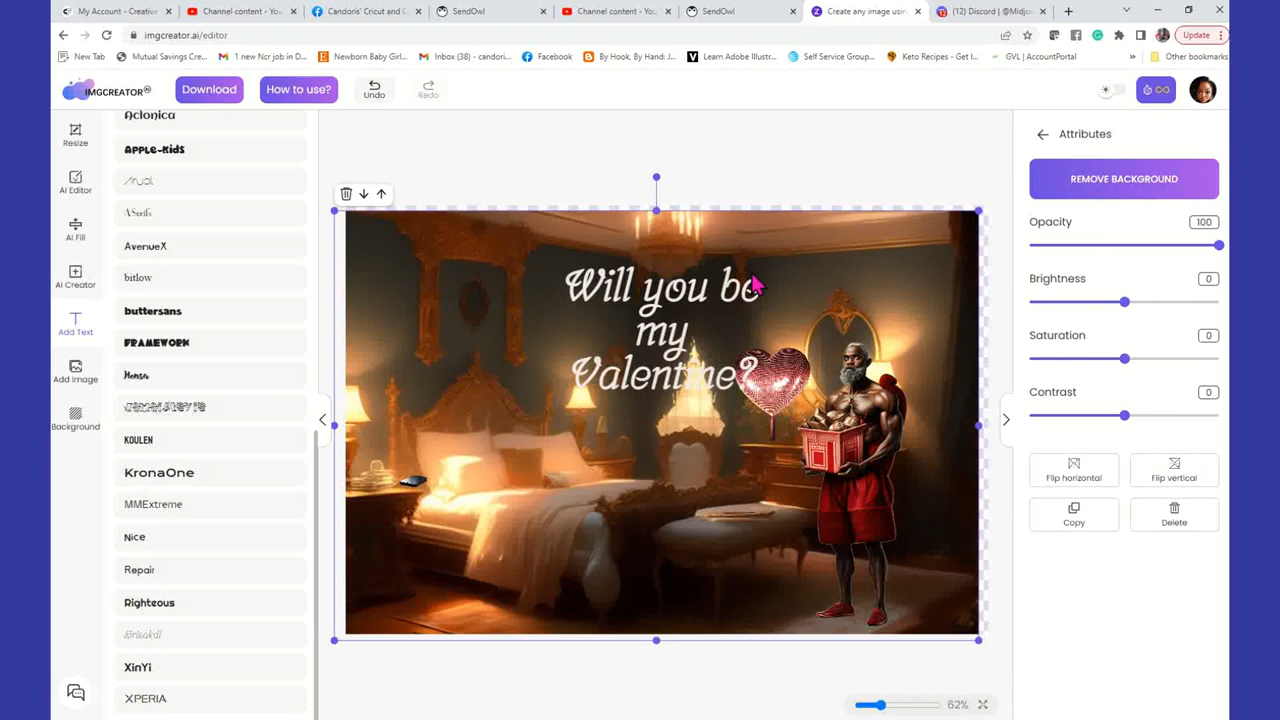 My Account - Creative
Channel content - You
Candoris' Cricut and C
SendOwl
Channel content - You
SendOwl
Create any image usin
(12) Discord | @Midjo
imgcreator.ai/editor
Update
New Tab
Mutual Savings Cre...
1 new Ncr job in D...
Newborn Baby Girl...
Inbox (38) - candori...
Facebook
By Hook, By Hand: J...
Learn Adobe Illustr...
Self Service Group...
Keto Recipes - Get I...
GVL | AccountPortal
»
Other bookmarks
IMGCREATOR
Download
How to use?
Undo
Redo
Resize
AI Editor
AI Fill
AI Creator
Add Text
Add Image
Background
Aclonica
APPLE-KIDS
ASerifs
AvenueX
bitlow
buttersans
FRAMEWORK
KOULEN
KronaOne
MMExtreme
Nice
Repair
Righteous
XinYi
XPERIA
Will you be
my
Valentine?
62%
Attributes
REMOVE BACKGROUND
Opacity
100
Brightness
0
Saturation
0
Contrast
0
Flip horizontal
Flip vertical
Copy
Delete